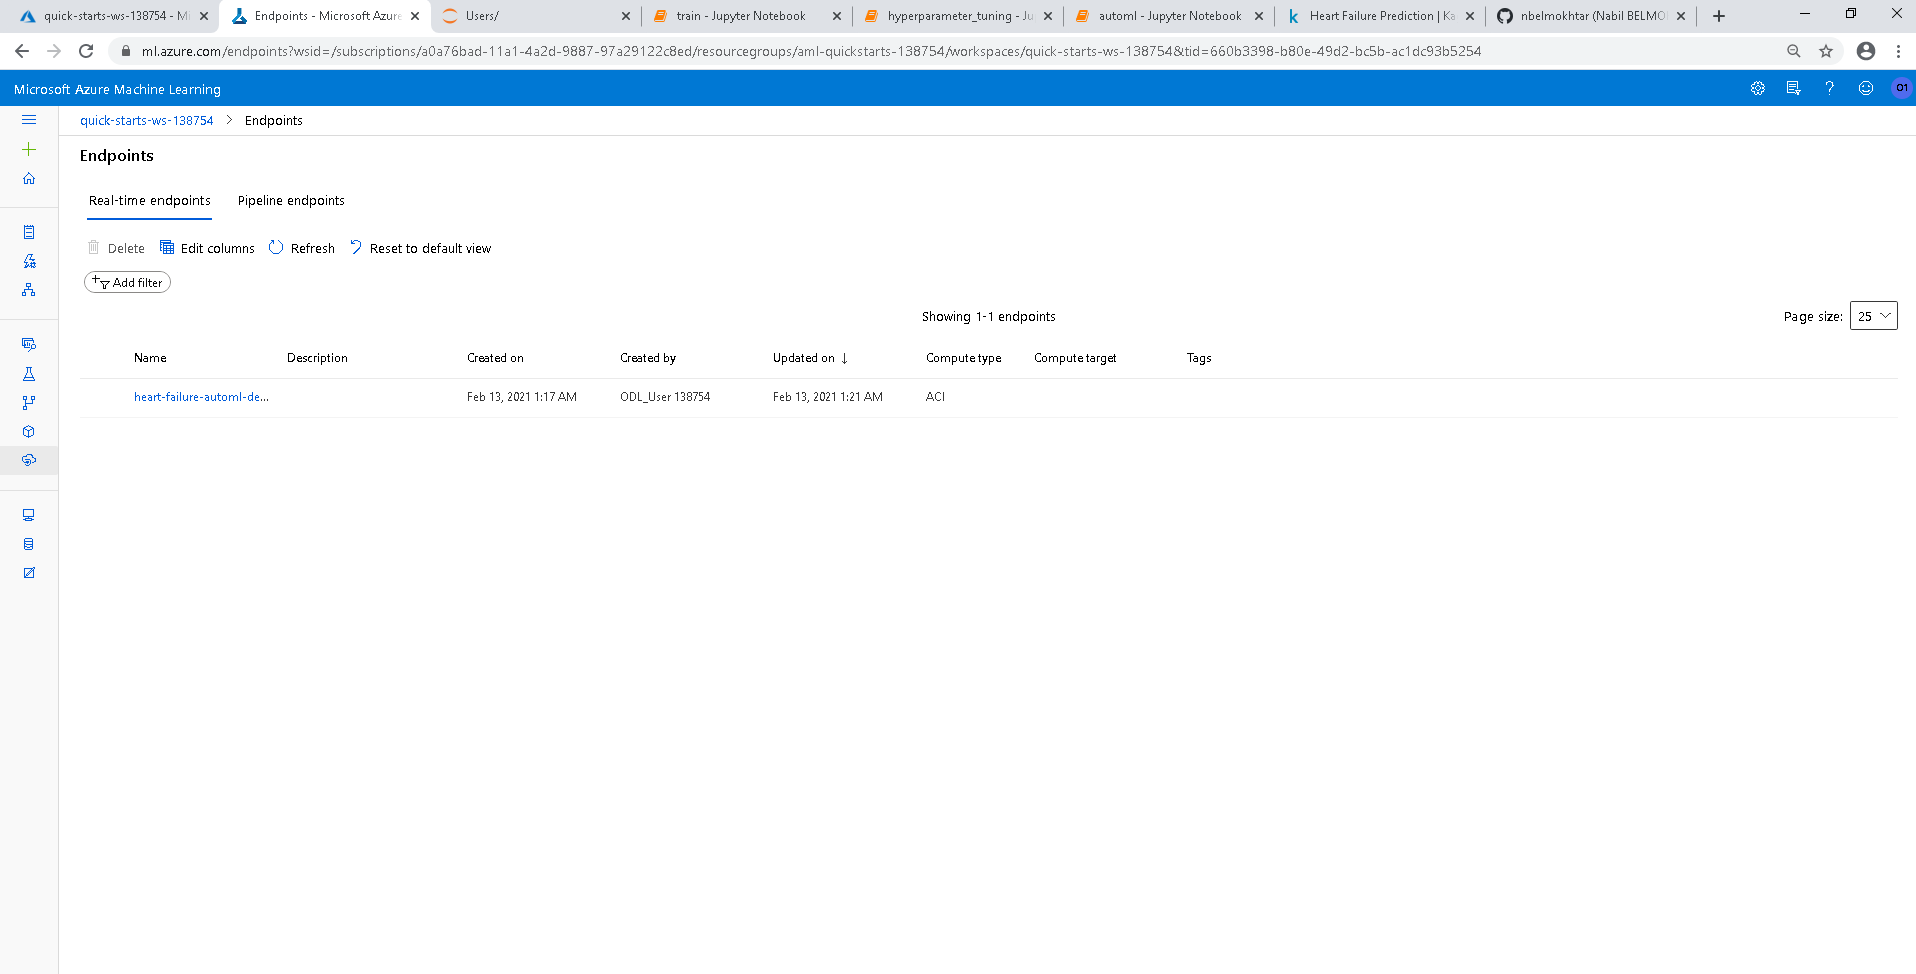 quick-starts-ws-138754 - Mi
Endpoints - Microsoft Azure
Users/
train - Jupyter Notebook
hyperparameter_tuning - Ju
automl - Jupyter Notebook
Heart Failure Prediction | Ka
nbelmokhtar (Nabil BELMO
ml.azure.com/endpoints?wsid=/subscriptions/a0a76bad-11a1-4a2d-9887-97a29122c8ed/resourcegroups/aml-quickstarts-138754/workspaces/quick-starts-ws-138754&tid=660b3398-b80e-49d2-bc5b-ac1dc93b5254
Microsoft Azure Machine Learning
O1
quick-starts-ws-138754 > Endpoints
Endpoints
Real-time endpoints Pipeline endpoints
Delete Edit columns Refresh Reset to default view
Add filter
Showing 1-1 endpoints Page size: 25
Name Description Created on Created by Updated on ↓ Compute type Compute target Tags
heart-failure-automl-de... Feb 13, 2021 1:17 AM ODL_User 138754 Feb 13, 2021 1:21 AM ACI